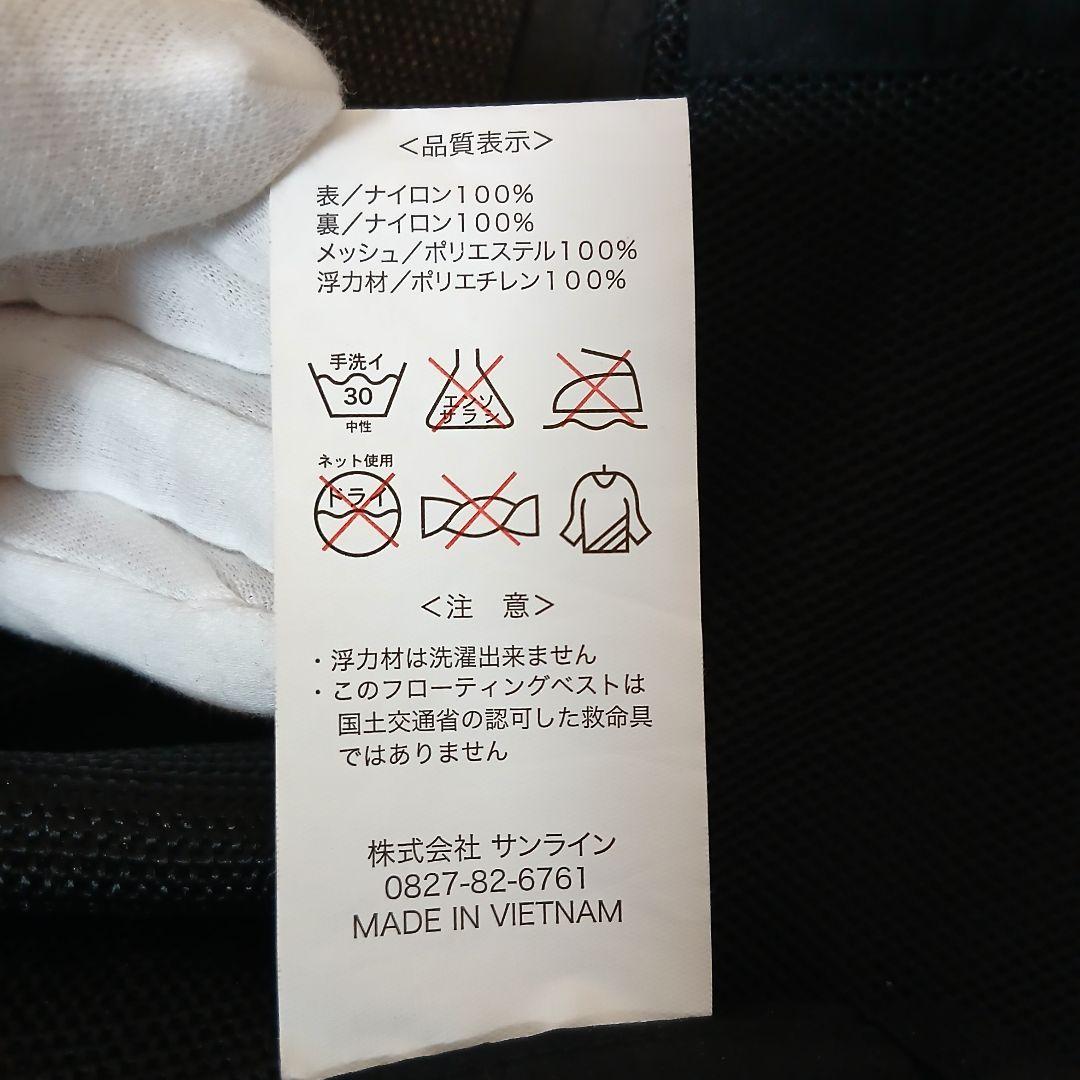 ＜品質表示＞
表／ナイロン１００％
裏／ナイロン１００％
メッシュ／ポリエステル１００％
浮力材／ポリエチレン１００％
手洗イ
30
中性
エンソ
サラシ
ネット使用
ドライ
＜注　意＞
・浮力材は洗濯出来ません
・このフローティングベストは
国土交通省の認可した救命具
ではありません
株式会社 サンライン
0827-82-6761
MADE IN VIETNAM